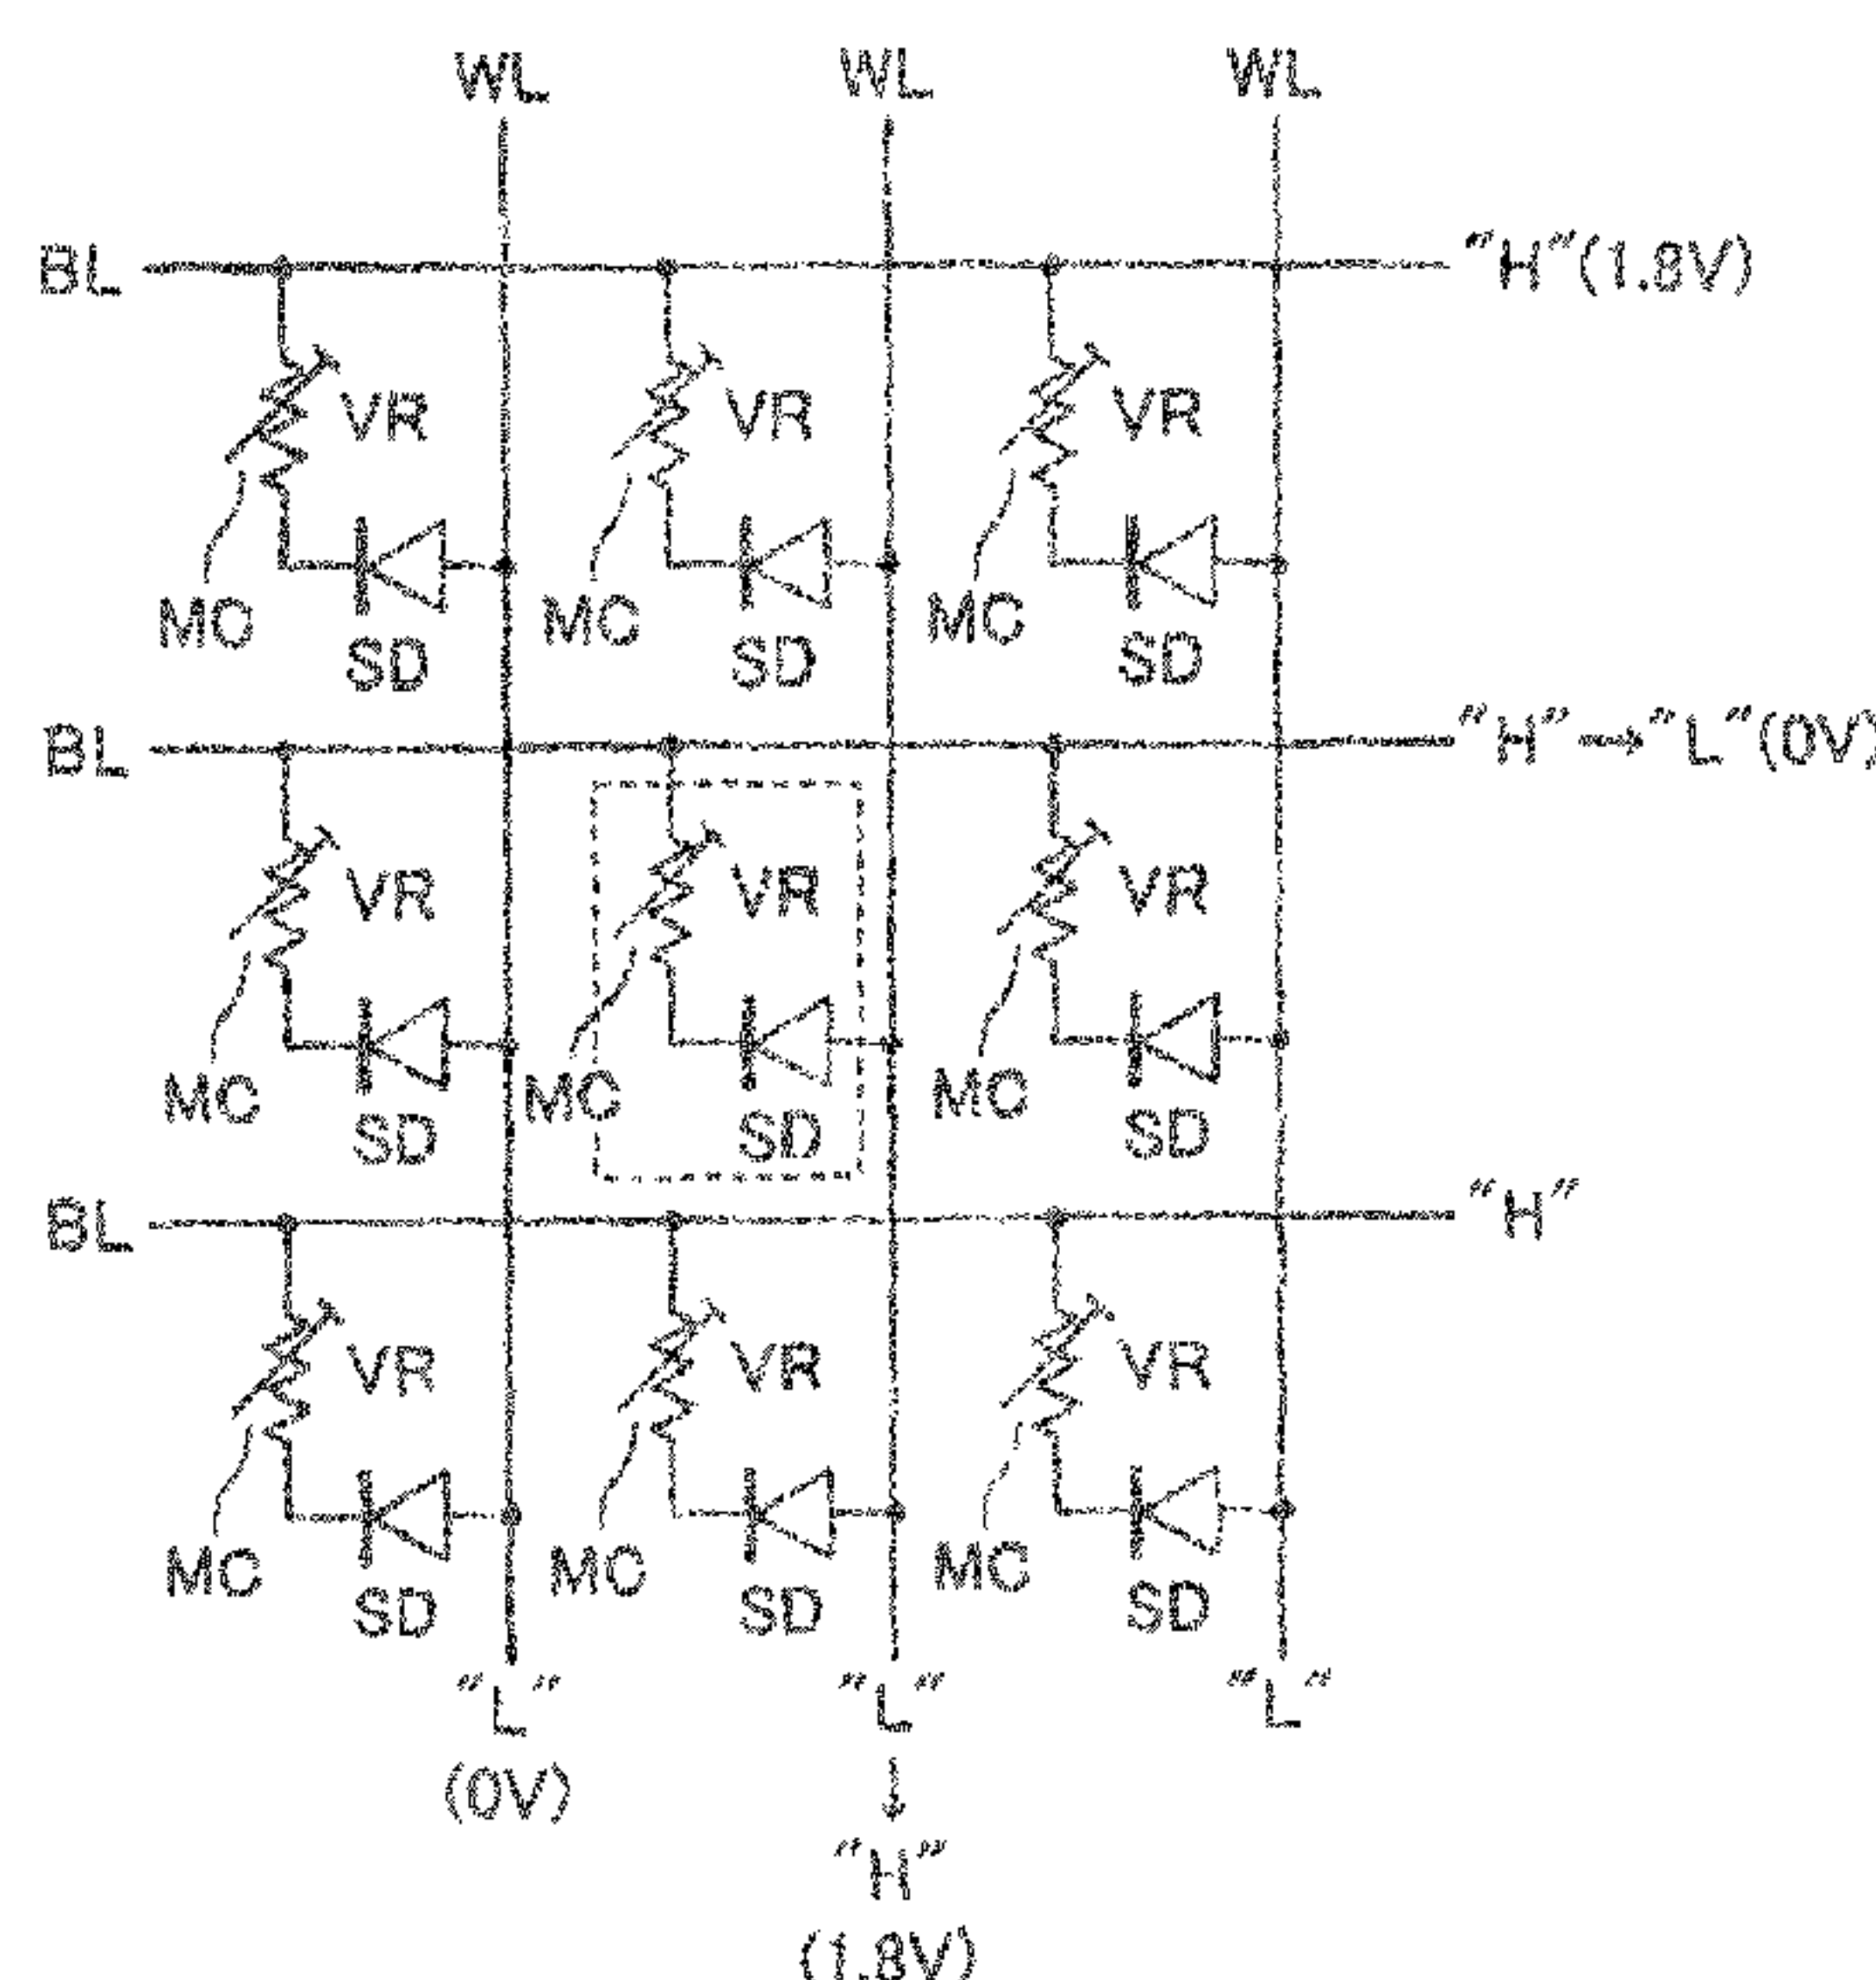 WL WL WL
BL "H"(1.8V)
VR VR VR
MC MC MC
SD SD SD
BL "H"→"L"(0V)
VR VR VR
MC MC MC
SD SD SD
BL "H"
VR VR VR
MC MC MC
SD SD SD
"L" "L" "L"
(0V) ↓
"H"
(1.8V)